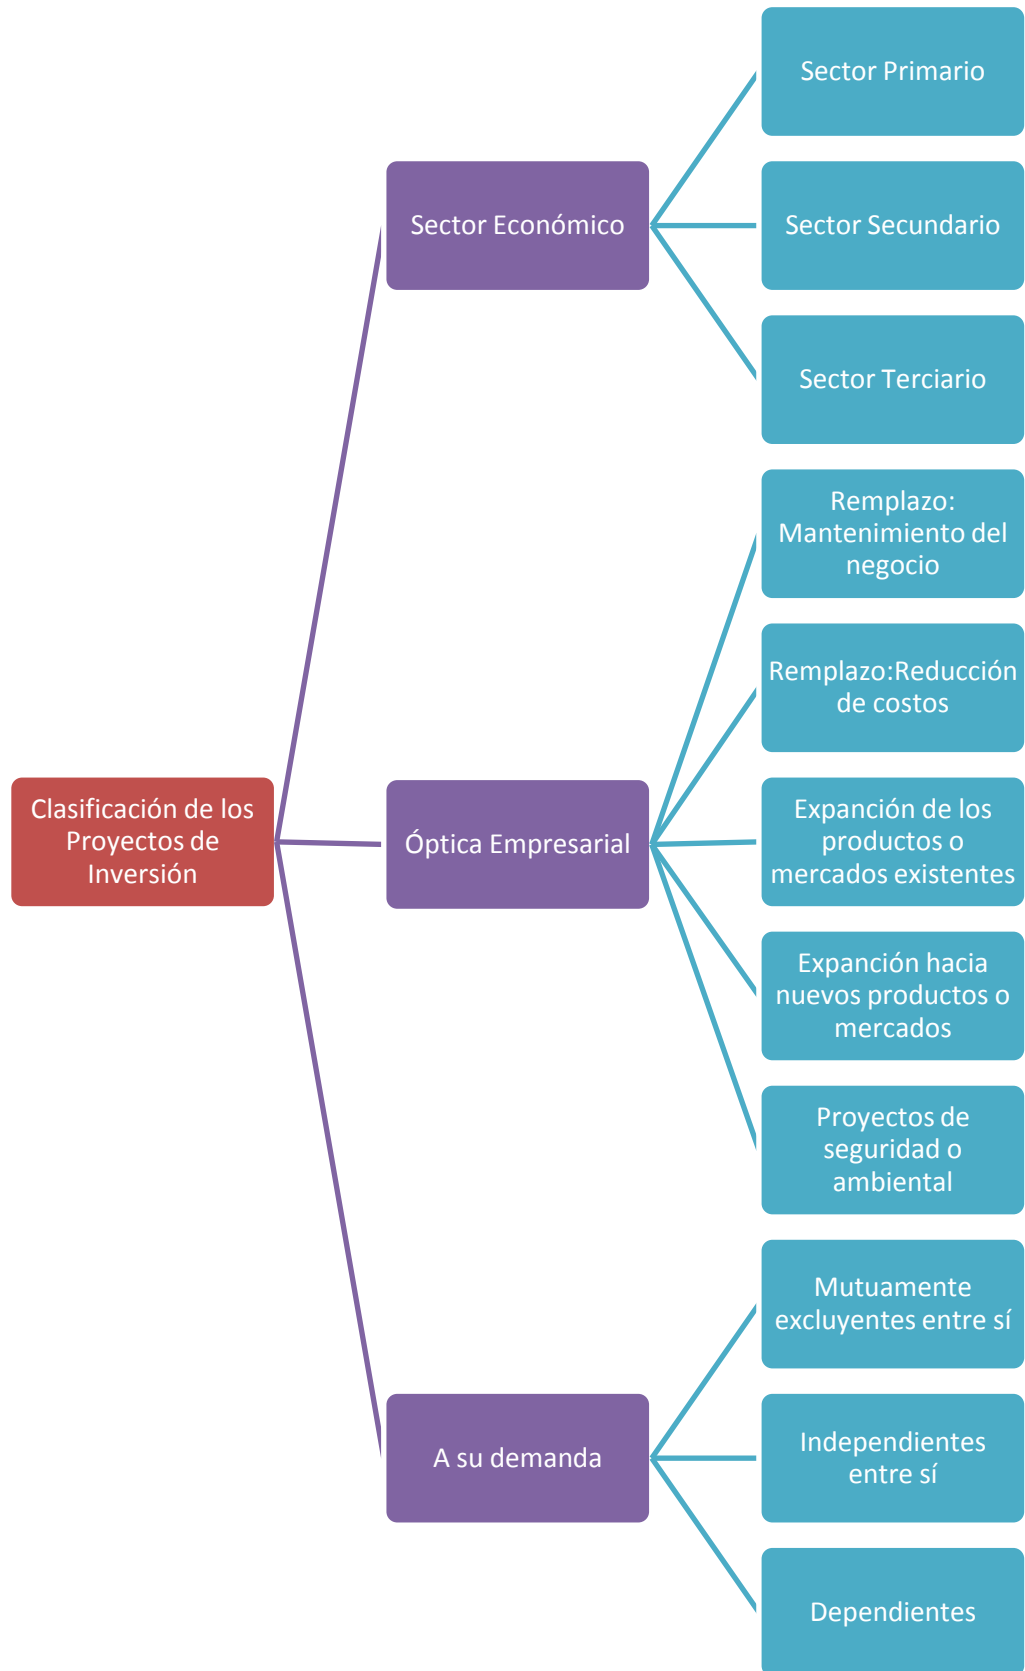 Clasificación de los
Proyectos de
Inversión
Sector Económico
Sector Primario
Sector Secundario
Sector Terciario
Óptica Empresarial
Remplazo:
Mantenimiento del
negocio
Remplazo:Reducción
de costos
Expanción de los
productos o
mercados existentes
Expanción hacia
nuevos productos o
mercados
Proyectos de
seguridad o
ambiental
A su demanda
Mutuamente
excluyentes entre sí
Independientes
entre sí
Dependientes